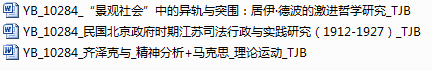 YB_10284_“景观社会”中的异轨与突围：居伊·德波的激进哲学研究_TJB
YB_10284_民国北京政府时期江苏司法行政与实践研究（1912-1927）_TJB
YB_10284_齐泽克与_精神分析+马克思_理论运动_TJB